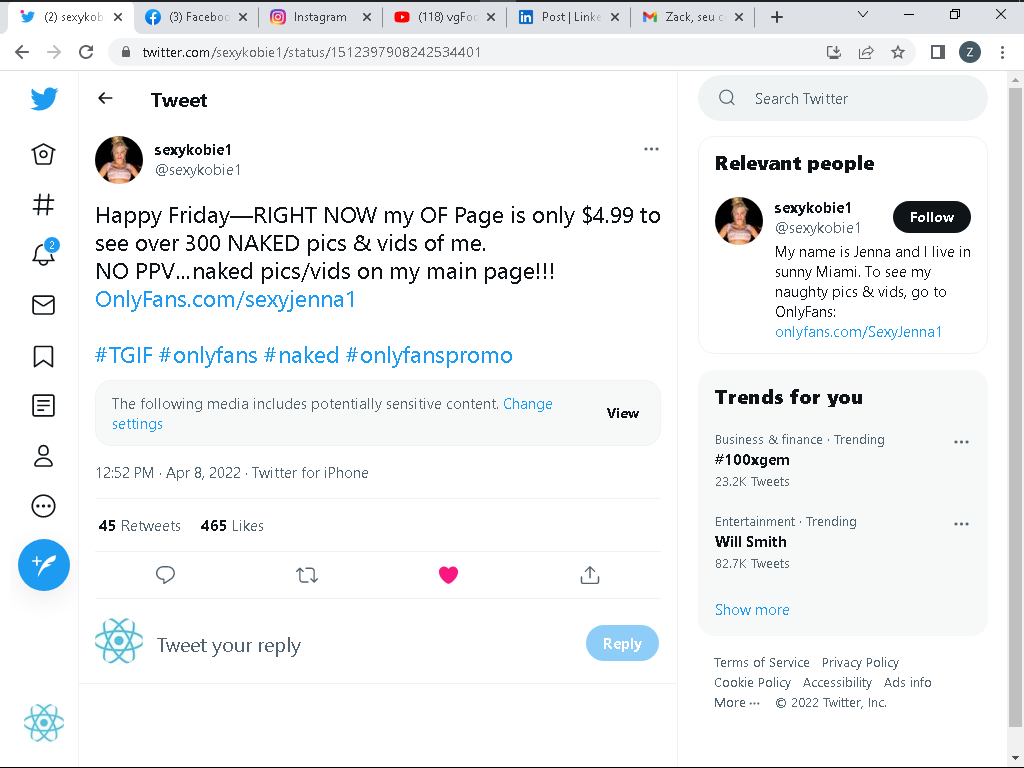 (2) sexykob
(3) Faceboo
Instagram
(118) vgFoo
Post | Linke
Zack, seu c
twitter.com/sexykobie1/status/1512397908242534401
Z
Tweet
sexykobie1
@sexykobie1
Happy Friday—RIGHT NOW my OF Page is only $4.99 to
see over 300 NAKED pics & vids of me.
NO PPV...naked pics/vids on my main page!!!
OnlyFans.com/sexyjenna1
#TGIF #onlyfans #naked #onlyfanspromo
The following media includes potentially sensitive content. Change
settings
View
12:52 PM · Apr 8, 2022 · Twitter for iPhone
45 Retweets 465 Likes
Tweet your reply
Reply
2
Search Twitter
Relevant people
sexykobie1
@sexykobie1
Follow
My name is Jenna and I live in
sunny Miami. To see my
naughty pics & vids, go to
OnlyFans:
onlyfans.com/SexyJenna1
Trends for you
Business & finance · Trending
#100xgem
23.2K Tweets
Entertainment · Trending
Will Smith
82.7K Tweets
Show more
Terms of Service Privacy Policy
Cookie Policy Accessibility Ads info
More ··· © 2022 Twitter, Inc.